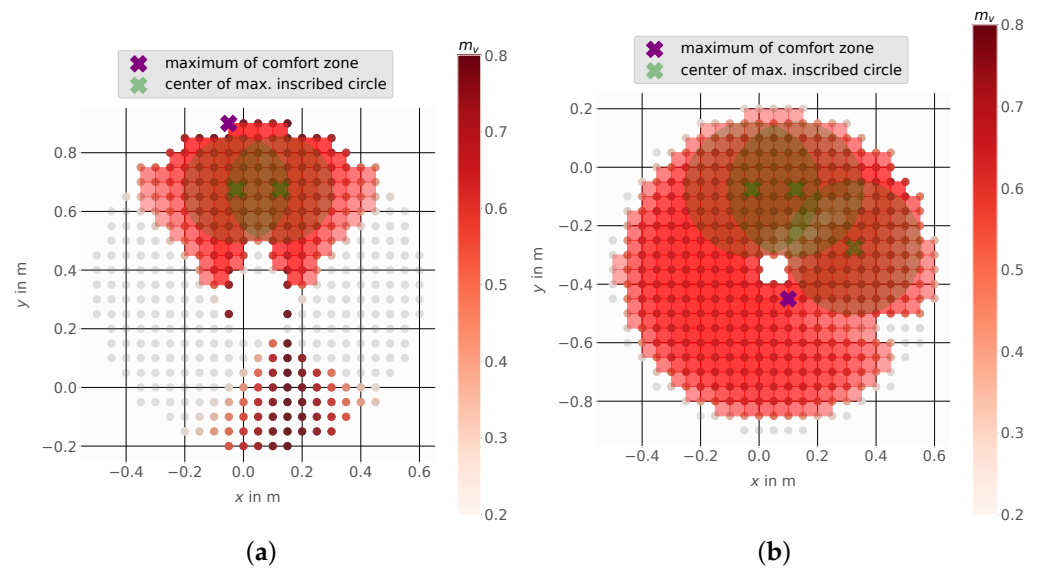 maximum of comfort zone
center of max. inscribed circle
m_v
0.8
0.7
0.6
0.5
0.4
0.3
0.2
0.8
0.6
0.4
0.2
0.0
−0.2
y in m
−0.4 −0.2 0.0 0.2 0.4 0.6
x in m
(a)
maximum of comfort zone
center of max. inscribed circle
m_v
0.8
0.7
0.6
0.5
0.4
0.3
0.2
0.2
0.0
−0.2
−0.4
−0.6
−0.8
y in m
−0.4 −0.2 0.0 0.2 0.4 0.6
x in m
(b)